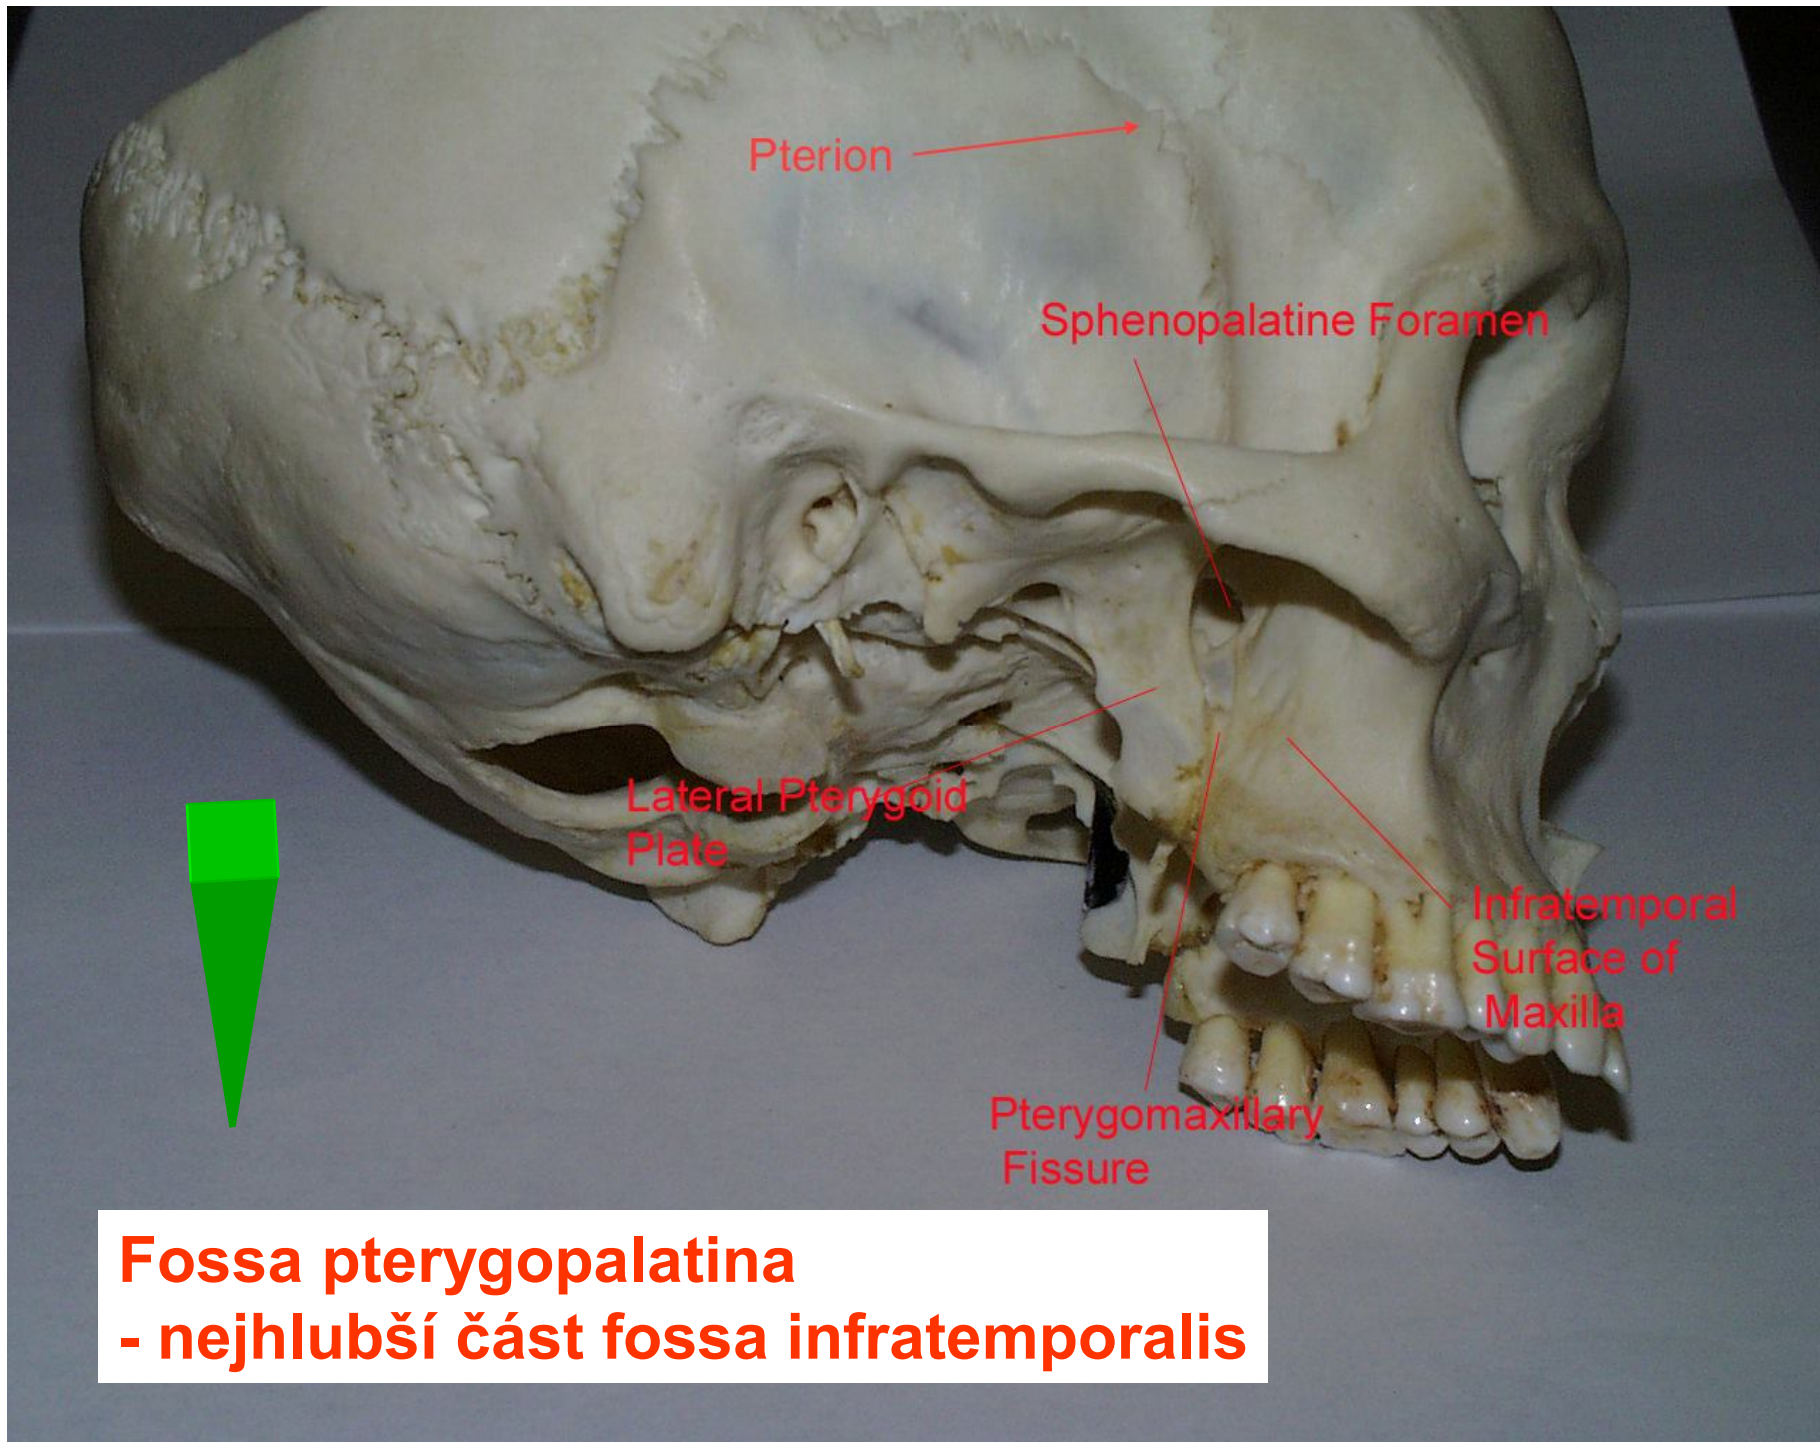 Pterion
Sphenopalatine Foramen
Lateral Pterygoid
Plate
Infratemporal
Surface of
Maxilla
Pterygomaxillary
Fissure
Fossa pterygopalatina
- nejhlubší část fossa infratemporalis